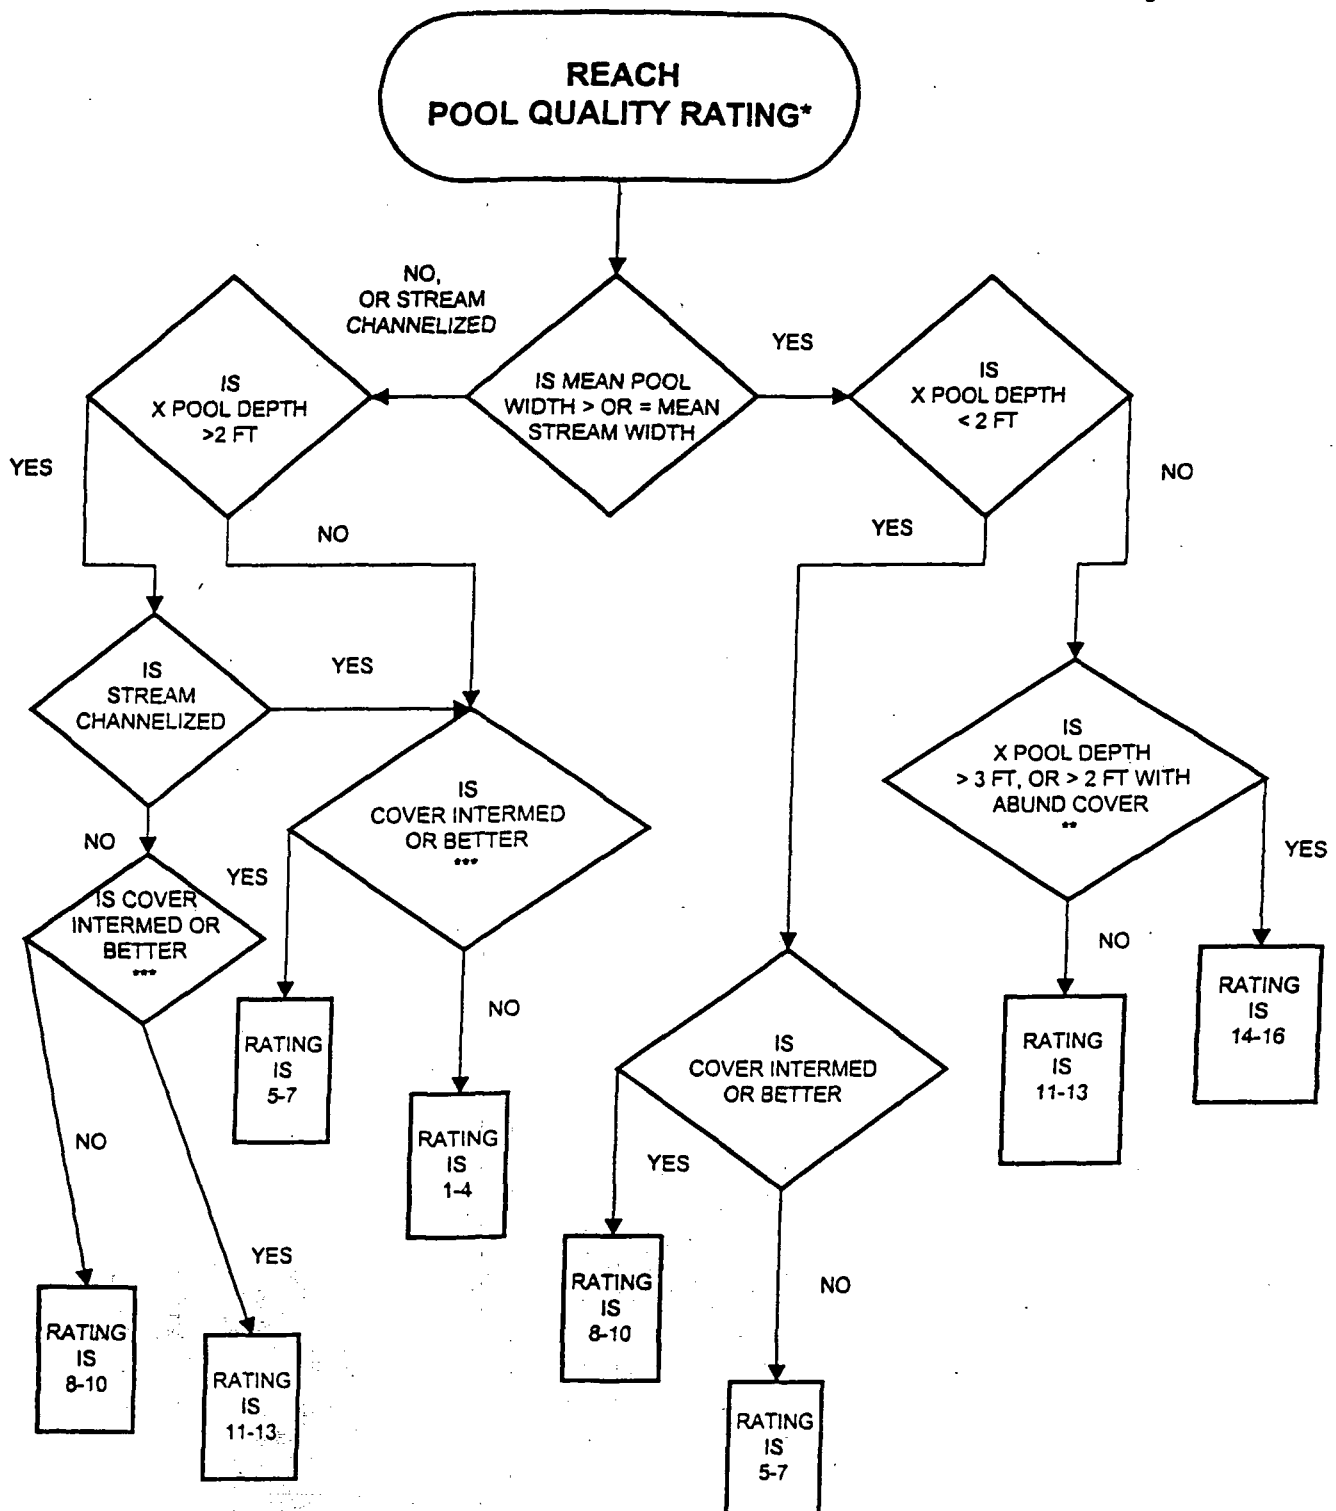 REACH
POOL QUALITY RATING*
NO,
OR STREAM
CHANNELIZED
YES
IS
X POOL DEPTH
>2 FT
IS MEAN POOL
WIDTH > OR = MEAN
STREAM WIDTH
IS
X POOL DEPTH
< 2 FT
YES
NO
NO
YES
IS
STREAM
CHANNELIZED
YES
IS
X POOL DEPTH
> 3 FT, OR > 2 FT WITH
ABUND COVER
**
IS
COVER INTERMED
OR BETTER
***
NO
YES
YES
IS COVER
INTERMED OR
BETTER
***
NO
NO
RATING
IS
5-7
RATING
IS
11-13
RATING
IS
14-16
IS
COVER INTERMED
OR BETTER
NO
RATING
IS
1-4
YES
YES
NO
RATING
IS
8-10
RATING
IS
8-10
RATING
IS
11-13
RATING
IS
5-7